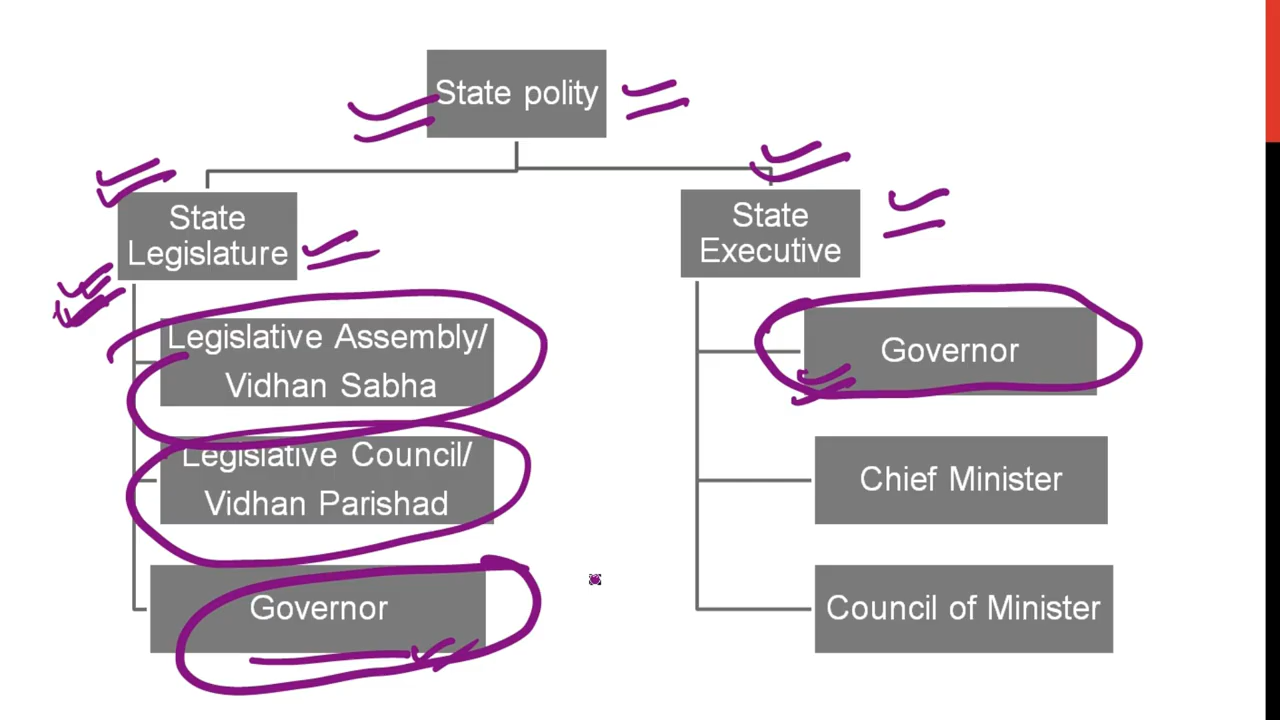 State polity
State
Legislature
Legislative Assembly/
Vidhan Sabha
Legislative Council/
Vidhan Parishad
Governor
State
Executive
Governor
Chief Minister
Council of Minister